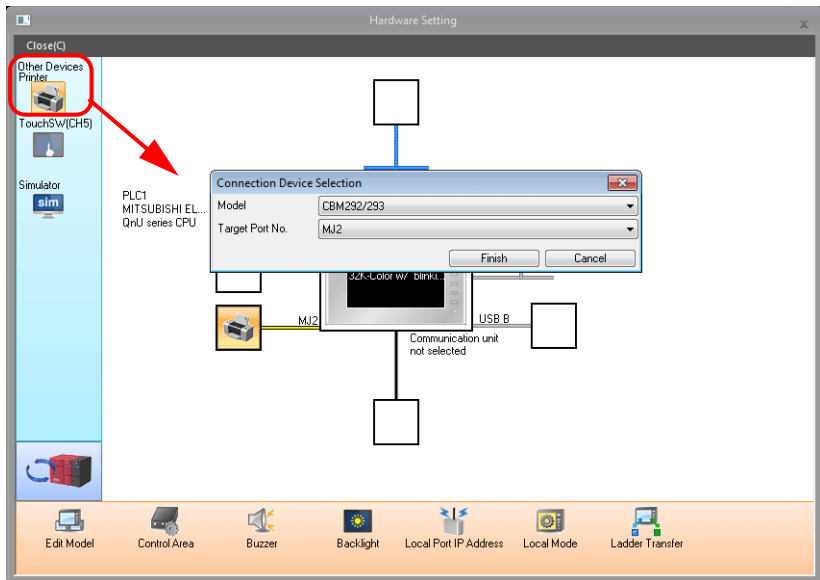 Hardware Setting
Close(C)
Other Devices
Printer
TouchSW(CH5)
Simulator
sim
PLC1
MITSUBISHI EL...
QnU series CPU
Connection Device Selection
Model
CBM292/293
Target Port No.
MJ2
Finish
Cancel
32K-Color w/ blinki...
MJ2
USB B
Communication unit
not selected
Edit Model
Control Area
Buzzer
Backlight
Local Port IP Address
Local Mode
Ladder Transfer